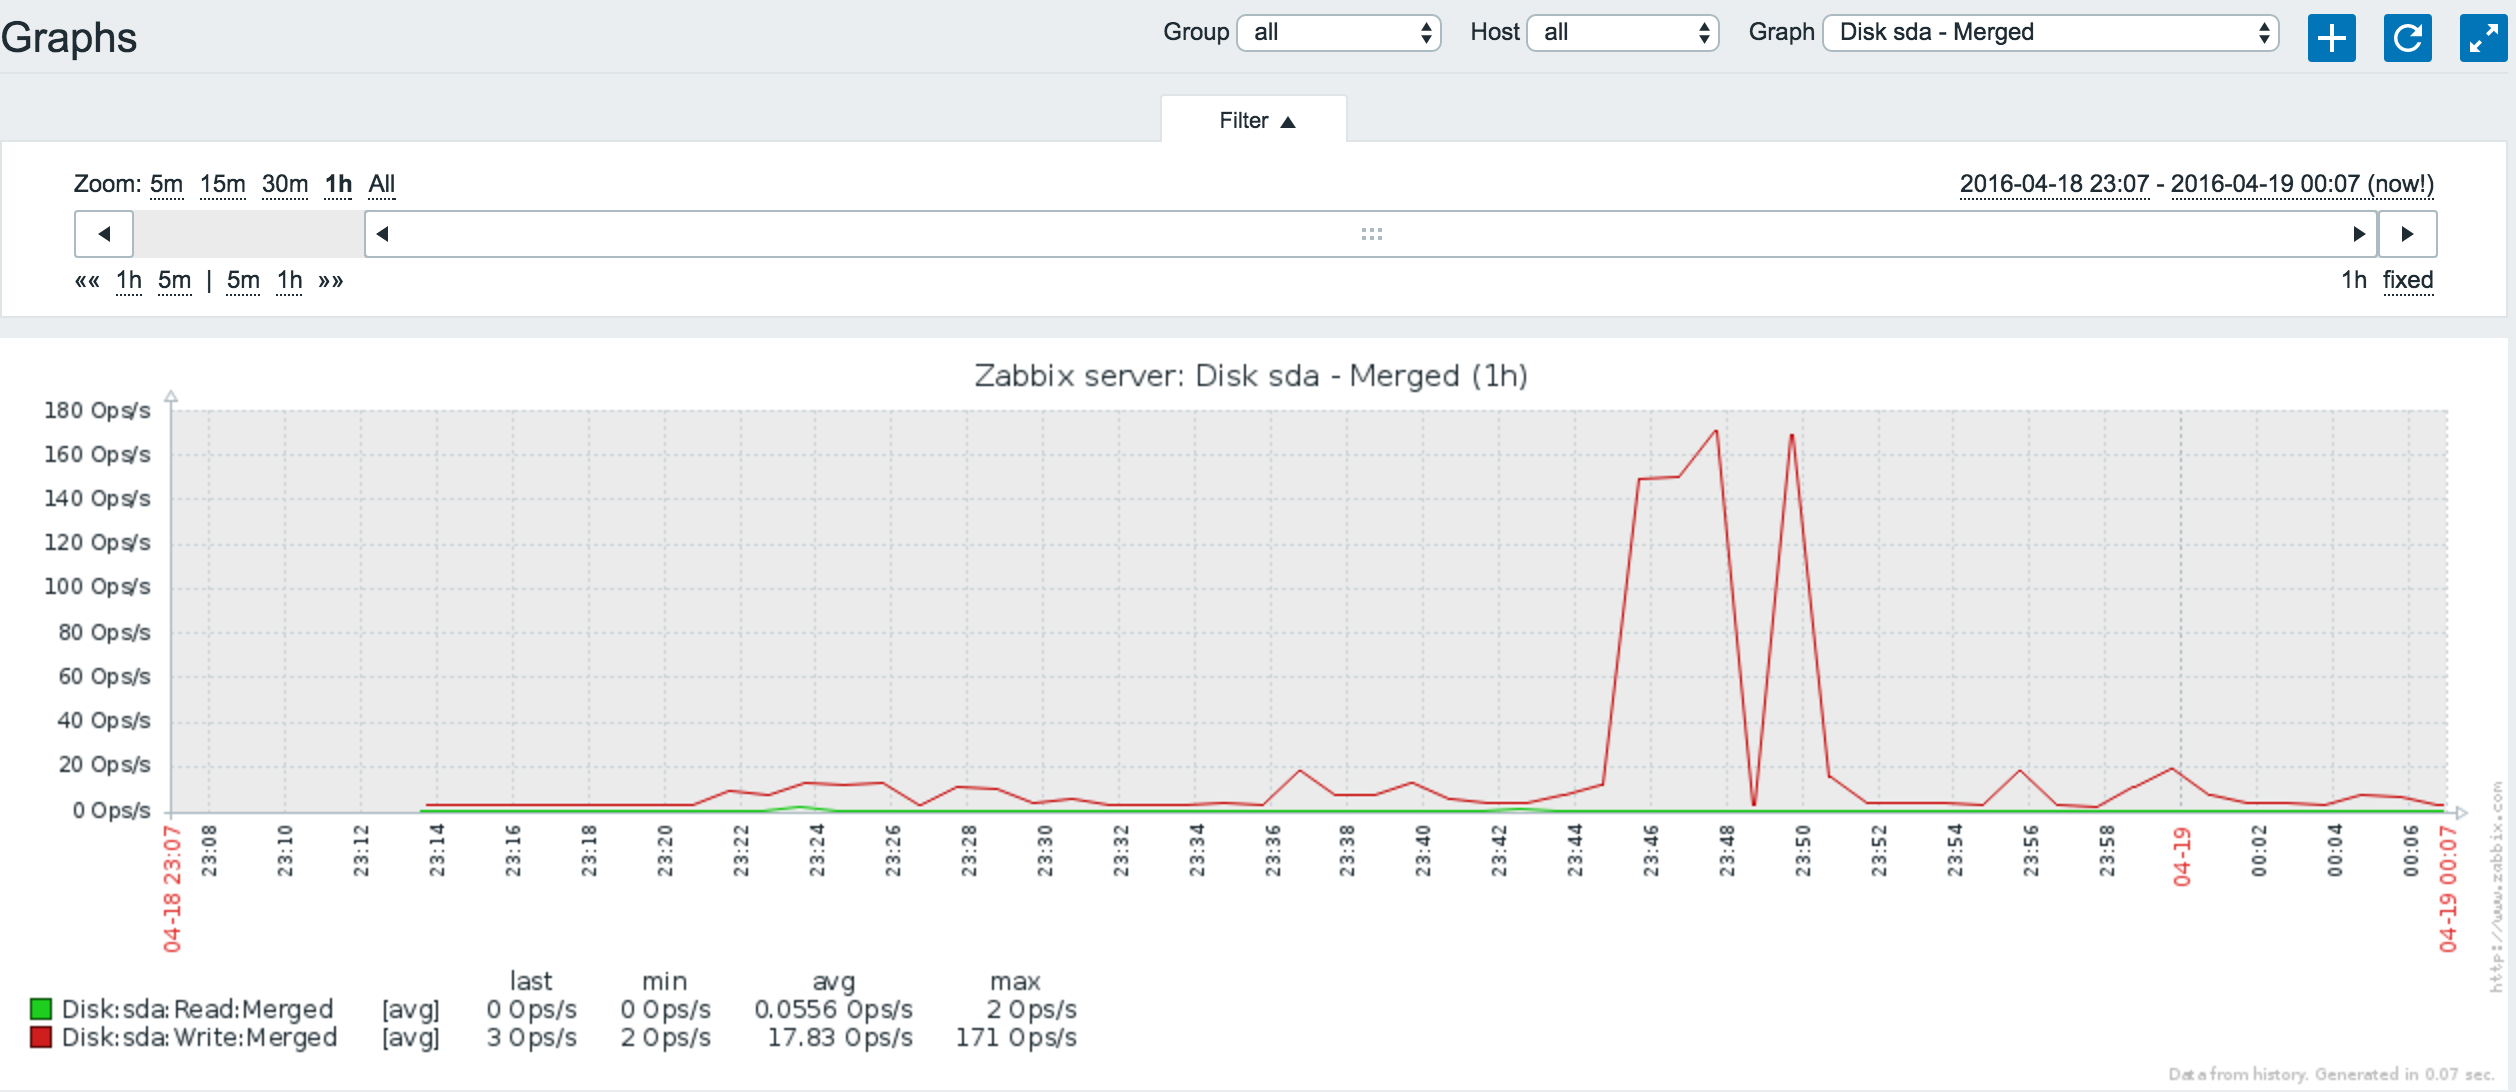 Graphs
Group all Host all Graph Disk sda - Merged
Filter ▲
Zoom: 5m 15m 30m 1h All
2016-04-18 23:07 - 2016-04-19 00:07 (now!)
«« 1h 5m | 5m 1h »»
1h fixed
Zabbix server: Disk sda - Merged (1h)
180 Ops/s
160 Ops/s
140 Ops/s
120 Ops/s
100 Ops/s
80 Ops/s
60 Ops/s
40 Ops/s
20 Ops/s
0 Ops/s
04-18 23:07
23:08
23:10
23:12
23:14
23:16
23:18
23:20
23:22
23:24
23:26
23:28
23:30
23:32
23:34
23:36
23:38
23:40
23:42
23:44
23:46
23:48
23:50
23:52
23:54
23:56
23:58
04-19
00:02
00:04
00:06
04-19 00:07
http://www.zabbix.com
last min avg max
Disk:sda:Read:Merged [avg] 0 Ops/s 0 Ops/s 0.0556 Ops/s 2 Ops/s
Disk:sda:Write:Merged [avg] 3 Ops/s 2 Ops/s 17.83 Ops/s 171 Ops/s
Data from history. Generated in 0.07 sec.